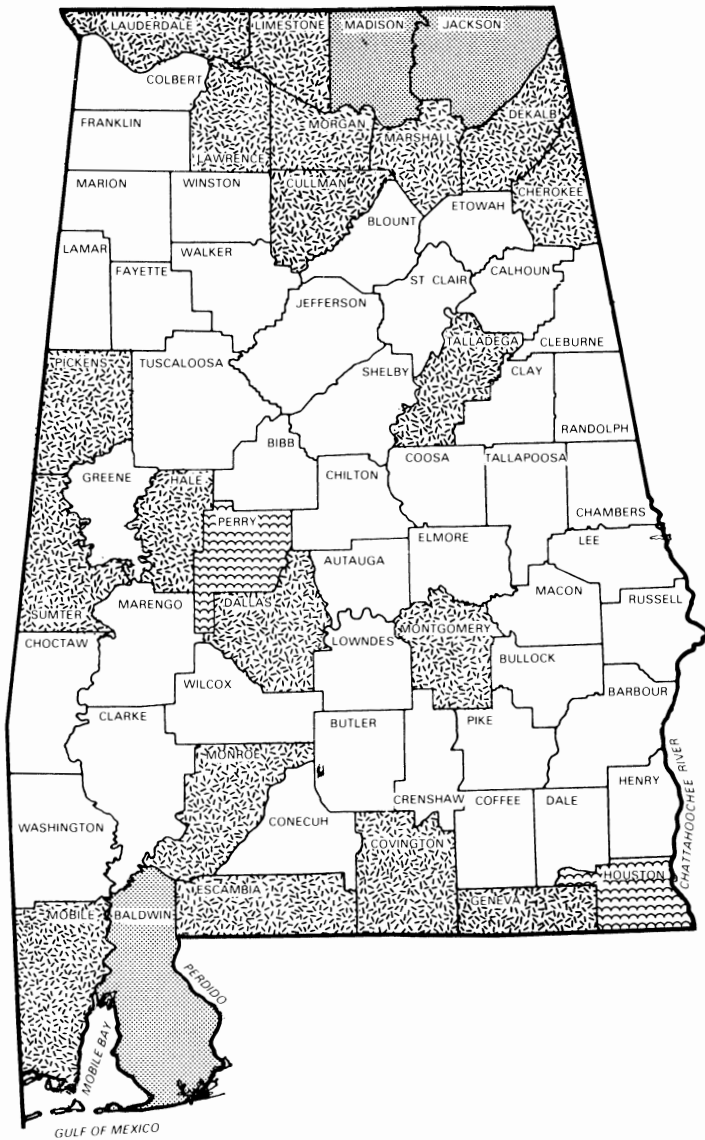 LAUDERDALE
LIMESTONE
MADISON
JACKSON
COLBERT
FRANKLIN
LAWRENCE
MORGAN
MARSHALL
DEKALB
CHEROKEE
MARION
WINSTON
CULLMAN
BLOUNT
ETOWAH
LAMAR
FAYETTE
WALKER
JEFFERSON
ST CLAIR
CALHOUN
CLEBURNE
PICKENS
TUSCALOOSA
SHELBY
TALLADEGA
CLAY
RANDOLPH
BIBB
GREENE
HALE
CHILTON
COOSA
TALLAPOOSA
CHAMBERS
PERRY
AUTAUGA
ELMORE
LEE
SUMTER
MARENGO
DALLAS
MACON
RUSSELL
CHOCTAW
LOWNDES
MONTGOMERY
BULLOCK
WILCOX
BARBOUR
CLARKE
BUTLER
PIKE
MONROE
CRENSHAW
COFFEE
DALE
HENRY
WASHINGTON
CONECUH
COVINGTON
HOUSTON
ESCAMBIA
GENEVA
MOBILE
BALDWIN
CHATTAHOOCHEE RIVER
PERDIDO
MOBILE BAY
GULF OF MEXICO